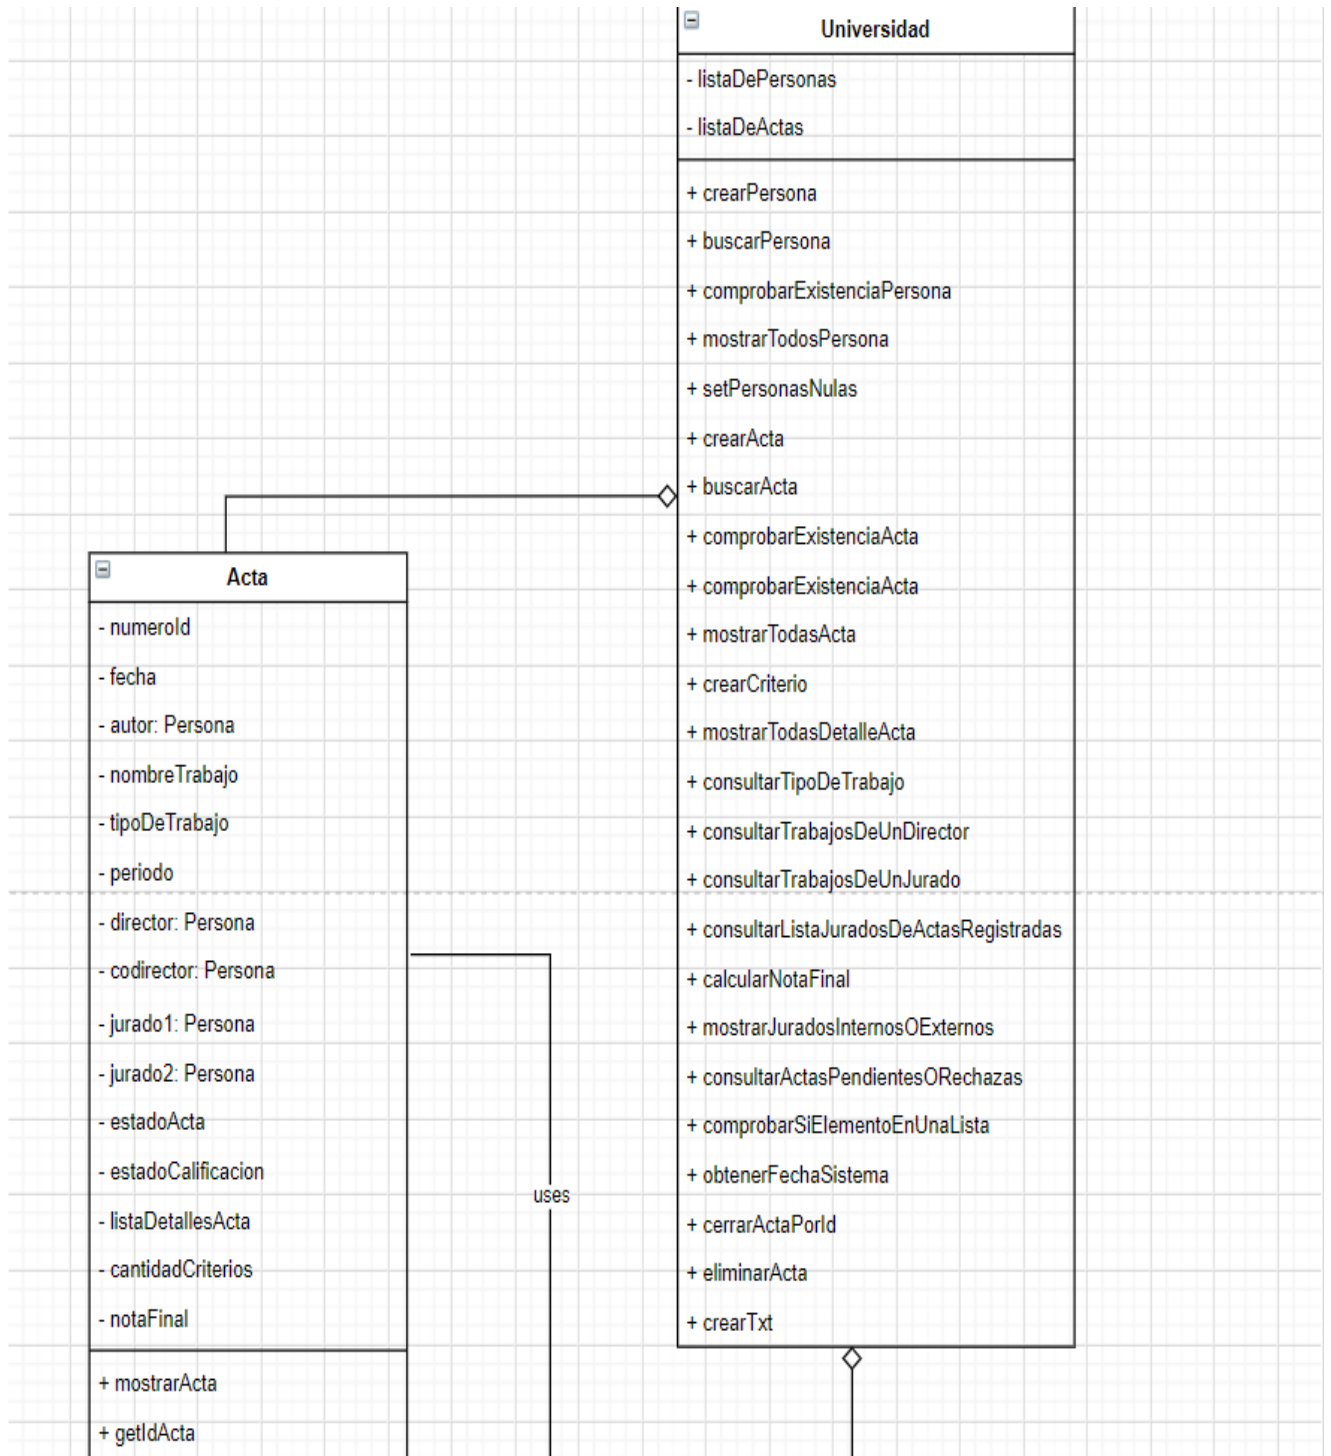 Universidad
- listaDePersonas
- listaDeActas
+ crearPersona
+ buscarPersona
+ comprobarExistenciaPersona
+ mostrarTodosPersona
+ setPersonasNulas
+ crearActa
+ buscarActa
+ comprobarExistenciaActa
+ comprobarExistenciaActa
+ mostrarTodasActa
+ crearCriterio
+ mostrarTodasDetalleActa
+ consultarTipoDeTrabajo
+ consultarTrabajosDeUnDirector
+ consultarTrabajosDeUnJurado
+ consultarListaJuradosDeActasRegistradas
+ calcularNotaFinal
+ mostrarJuradosInternosOExternos
+ consultarActasPendientesORechazas
+ comprobarSiElementoEnUnaLista
+ obtenerFechaSistema
+ cerrarActaPorId
+ eliminarActa
+ crearTxt
Acta
- numeroId
- fecha
- autor: Persona
- nombreTrabajo
- tipoDeTrabajo
- periodo
- director: Persona
- codirector: Persona
- jurado1: Persona
- jurado2: Persona
- estadoActa
- estadoCalificacion
- listaDetallesActa
- cantidadCriterios
- notaFinal
+ mostrarActa
+ getIdActa
uses